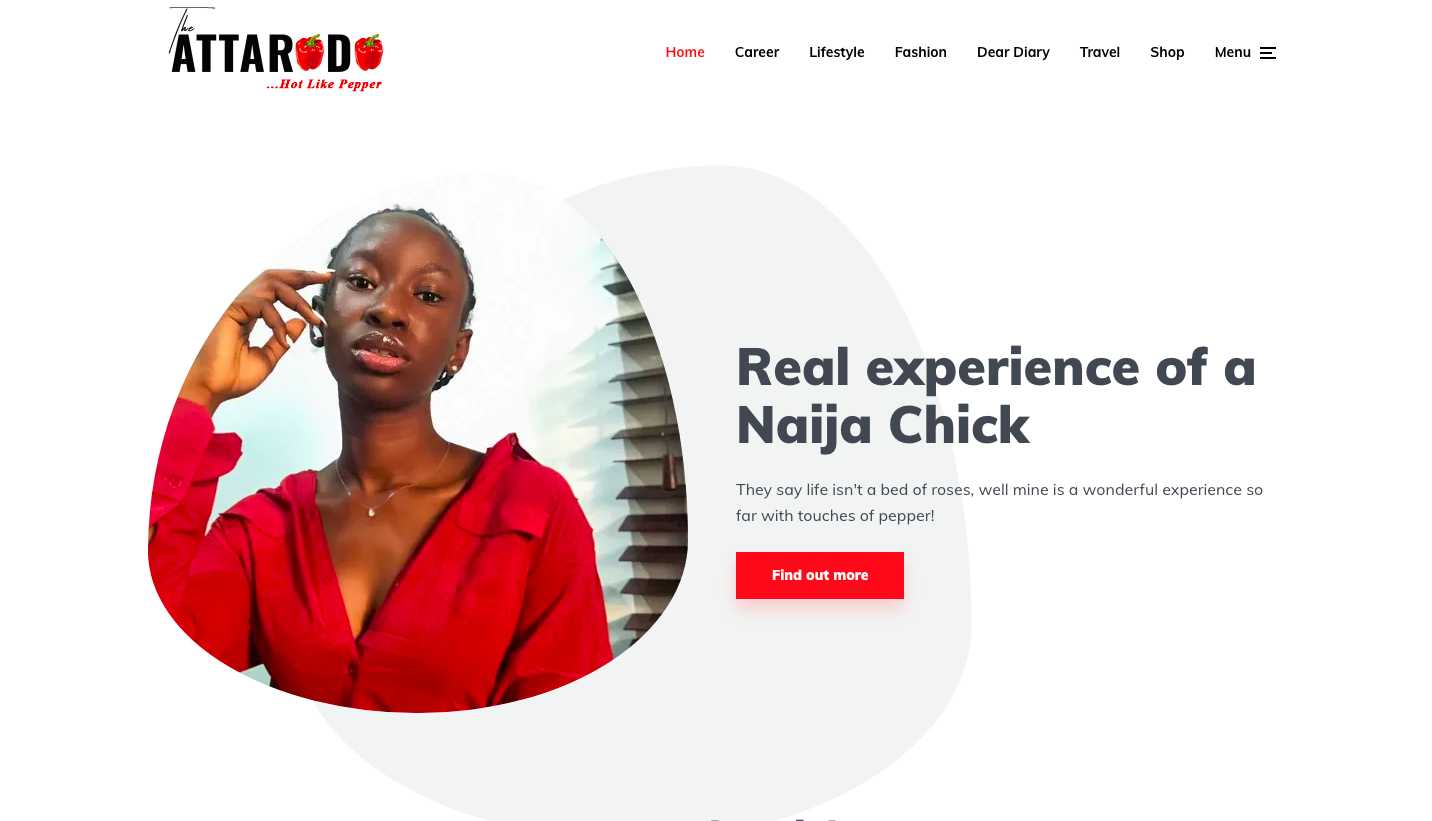 The
ATTARODO
...Hot Like Pepper
Home Career Lifestyle Fashion Dear Diary Travel Shop Menu
Real experience of a
Naija Chick
They say life isn't a bed of roses, well mine is a wonderful experience so
far with touches of pepper!
Find out more